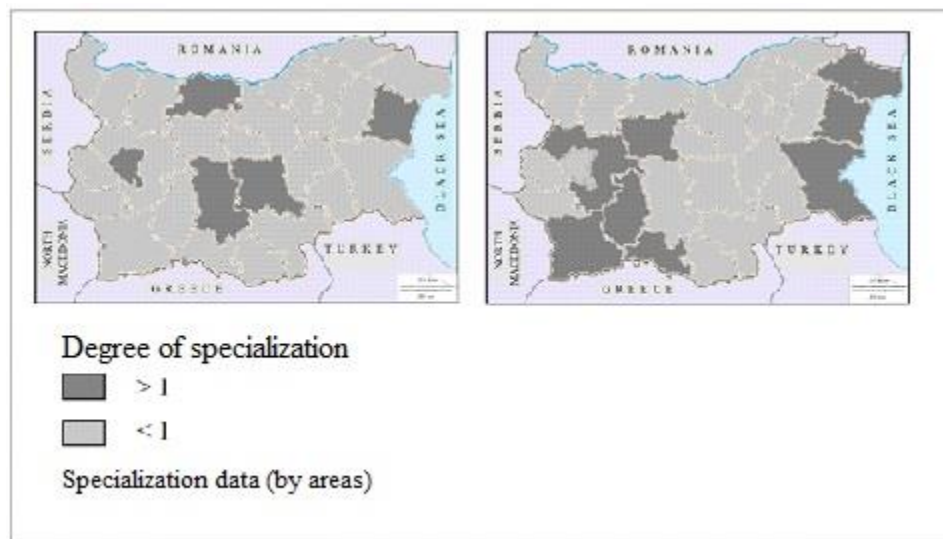 ROMANIA
SERBIA
BLACK SEA
NORTH
MACEDONIA
TURKEY
GREECE
ROMANIA
SERBIA
BLACK SEA
NORTH
MACEDONIA
TURKEY
GREECE
Degree of specialization
> 1
< 1
Specialization data (by areas)